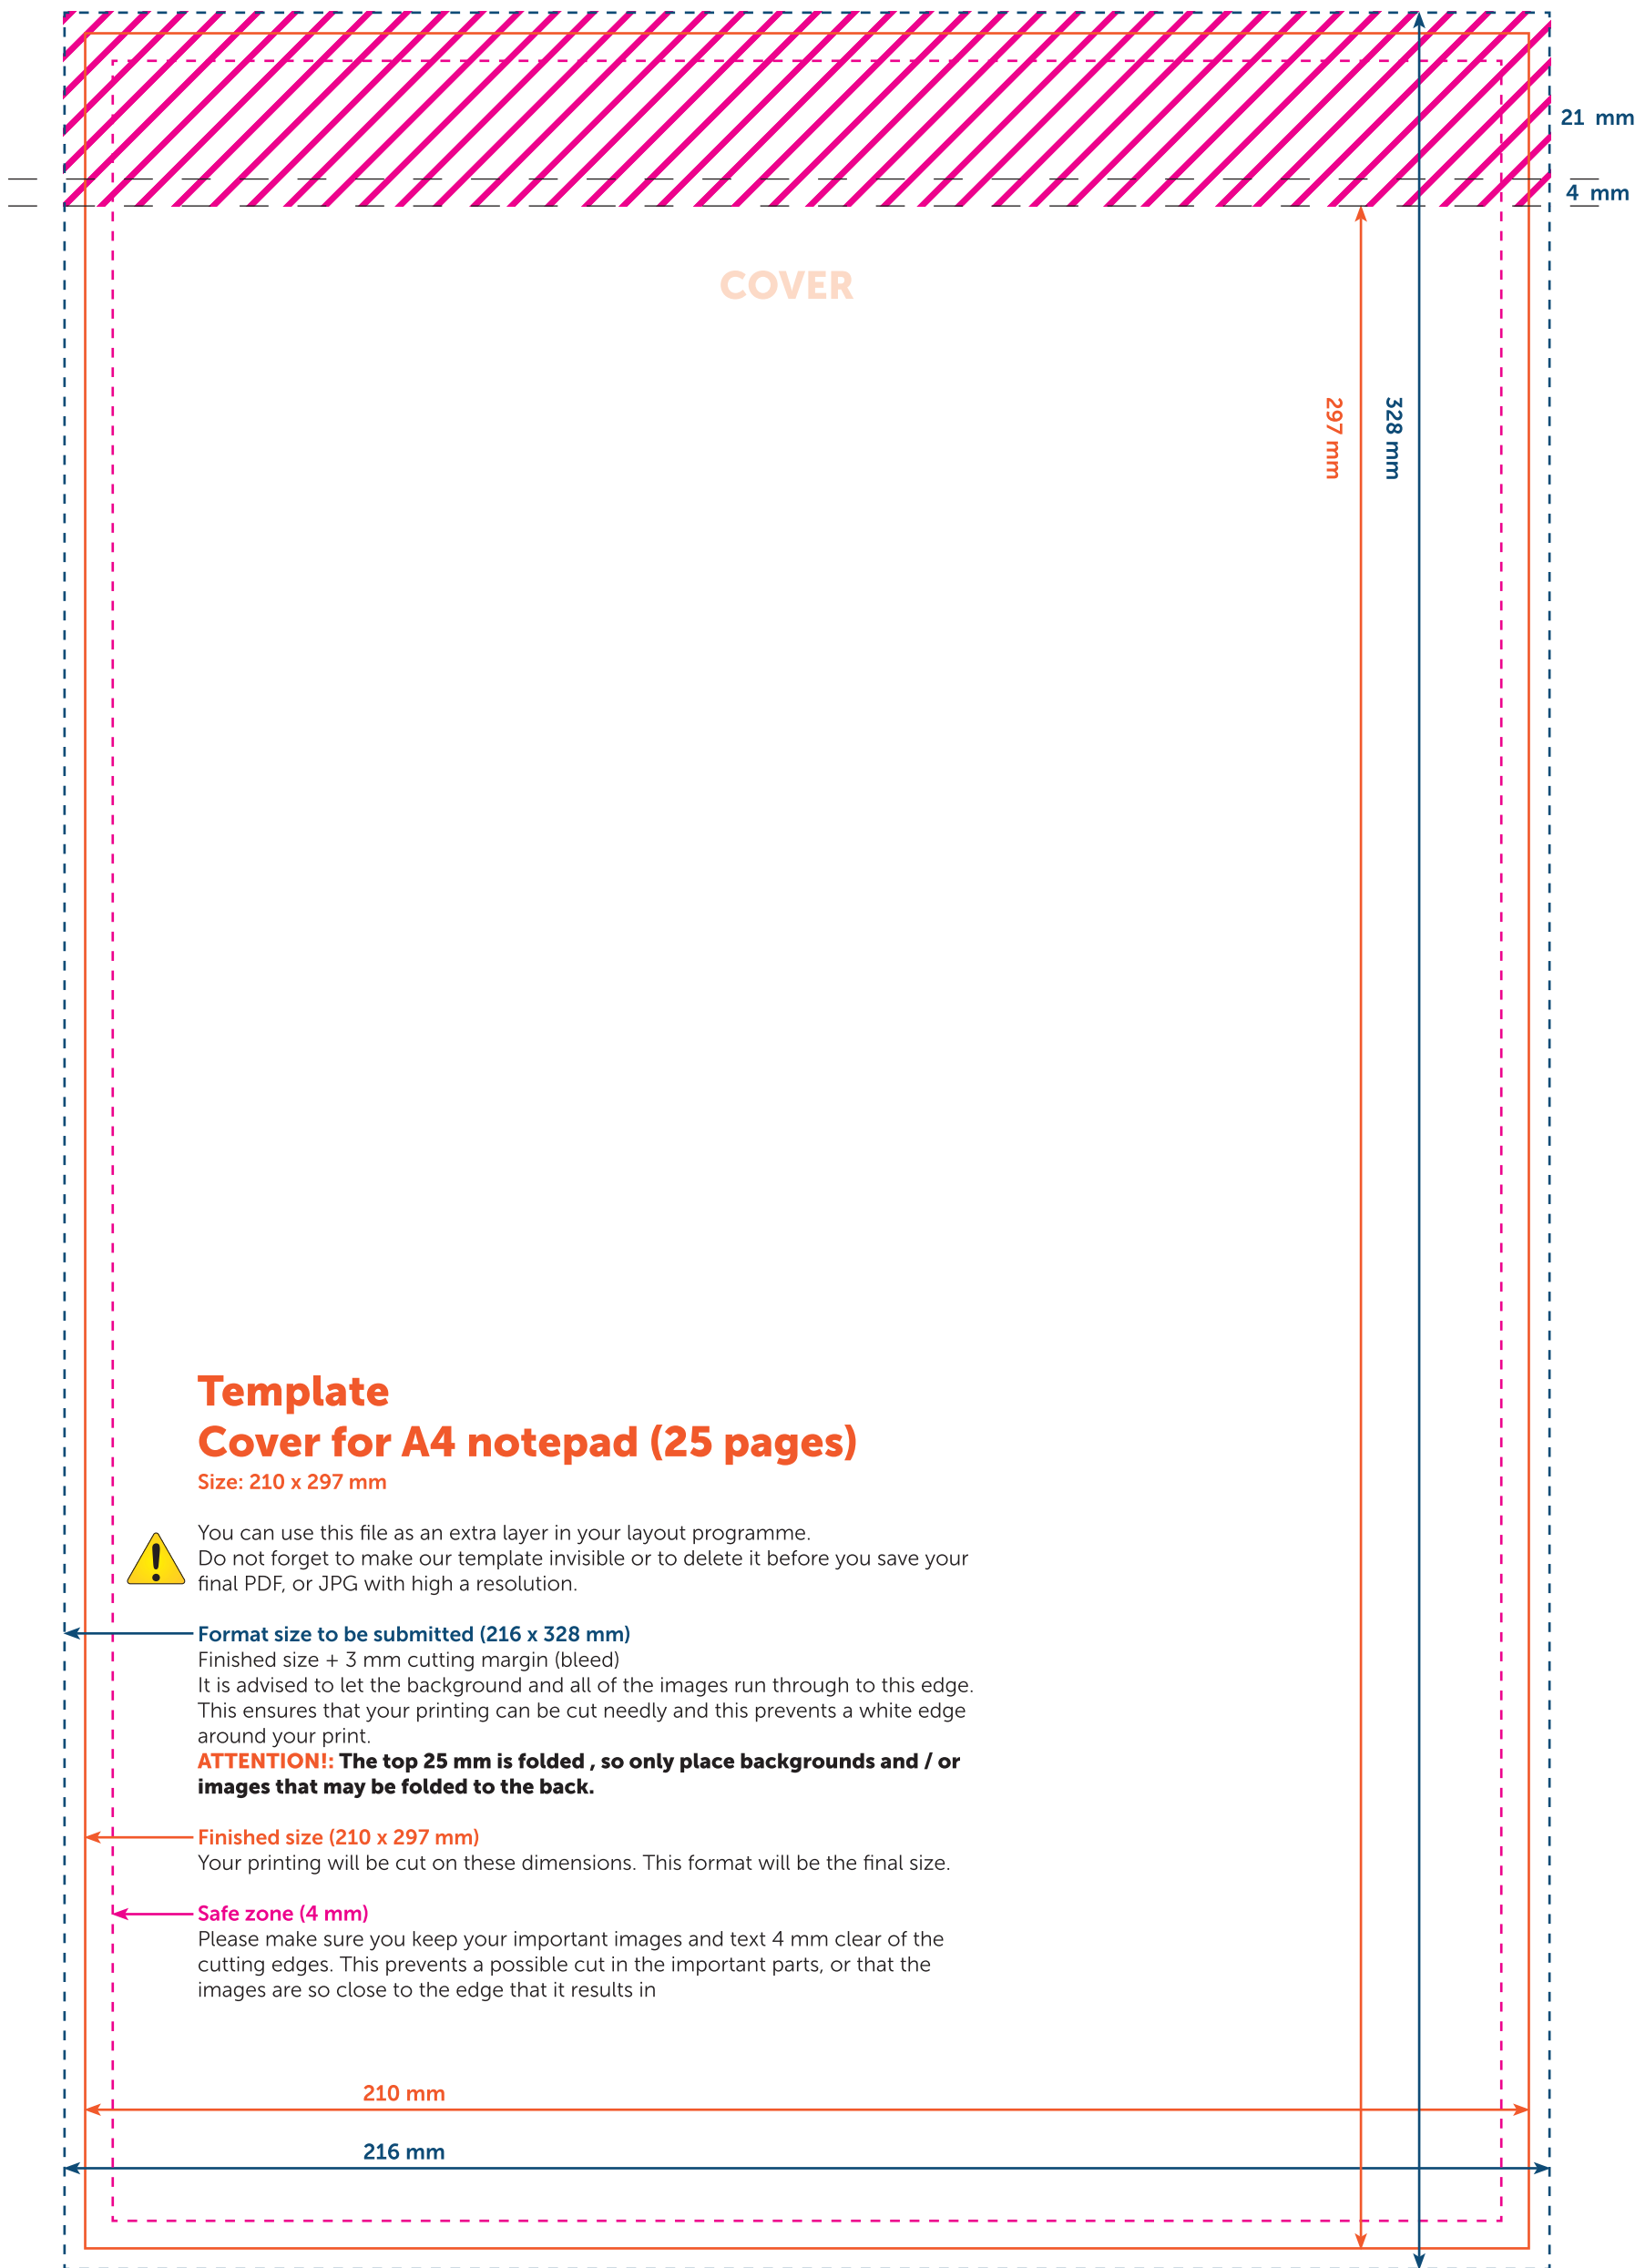 21 mm
4 mm
COVER
297 mm
328 mm
Template
Cover for A4 notepad (25 pages)
Size: 210 x 297 mm
You can use this file as an extra layer in your layout programme.
Do not forget to make our template invisible or to delete it before you save your
final PDF, or JPG with high a resolution.
Format size to be submitted (216 x 328 mm)
Finished size + 3 mm cutting margin (bleed)
It is advised to let the background and all of the images run through to this edge.
This ensures that your printing can be cut needly and this prevents a white edge
around your print.
ATTENTION!: The top 25 mm is folded , so only place backgrounds and / or
images that may be folded to the back.
Finished size (210 x 297 mm)
Your printing will be cut on these dimensions. This format will be the final size.
Safe zone (4 mm)
Please make sure you keep your important images and text 4 mm clear of the
cutting edges. This prevents a possible cut in the important parts, or that the
images are so close to the edge that it results in
210 mm
216 mm